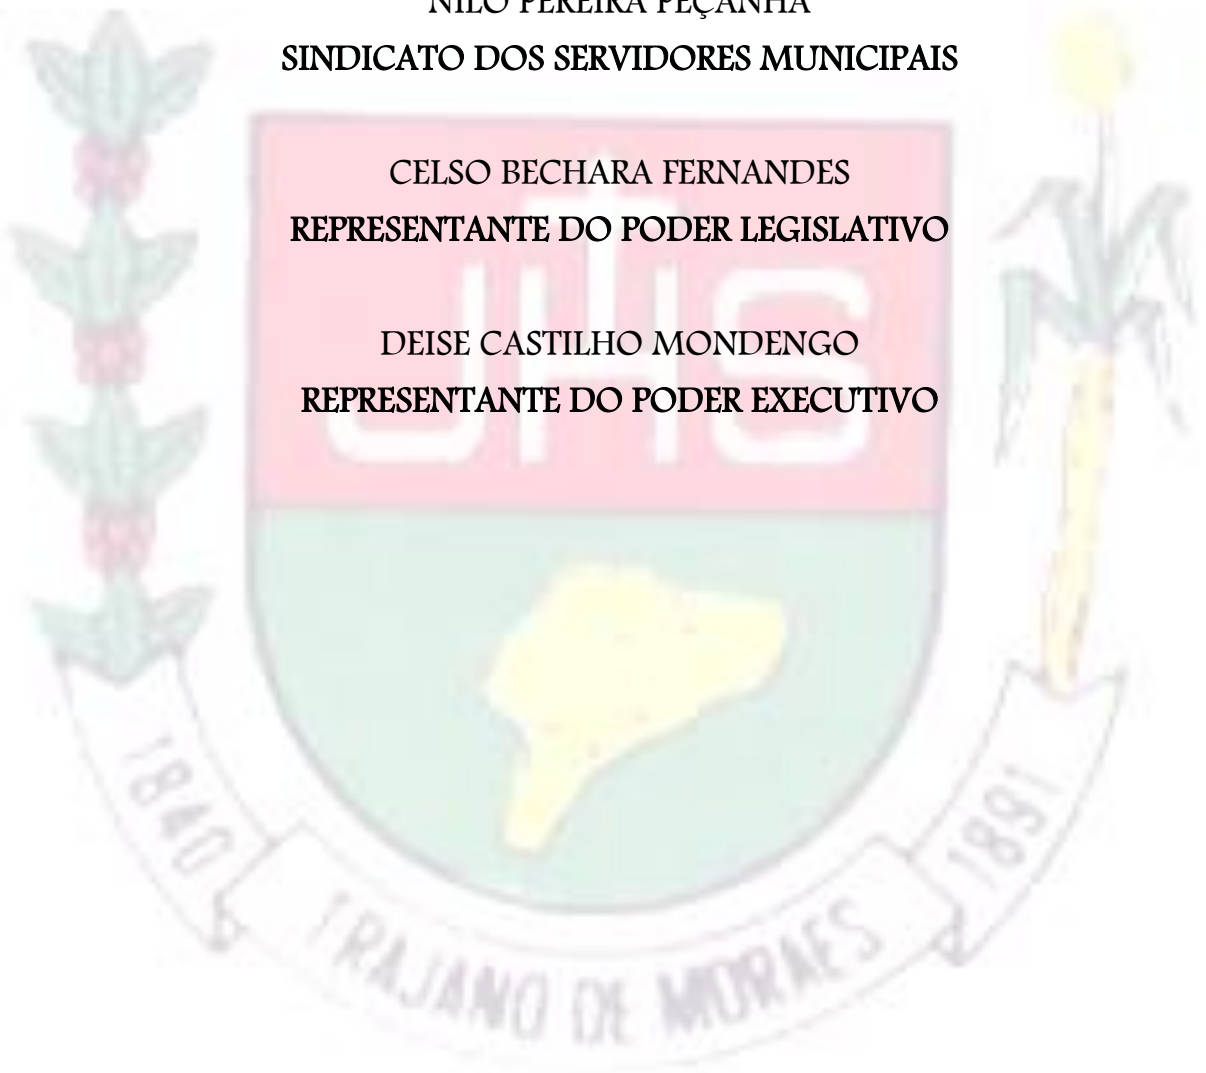 NILO PEREIRA PEÇANHA
SINDICATO DOS SERVIDORES MUNICIPAIS
CELSO BECHARA FERNANDES
REPRESENTANTE DO PODER LEGISLATIVO
DEISE CASTILHO MONDENGO
REPRESENTANTE DO PODER EXECUTIVO
JHS
1840
TRAJANO DE MORAES
1891